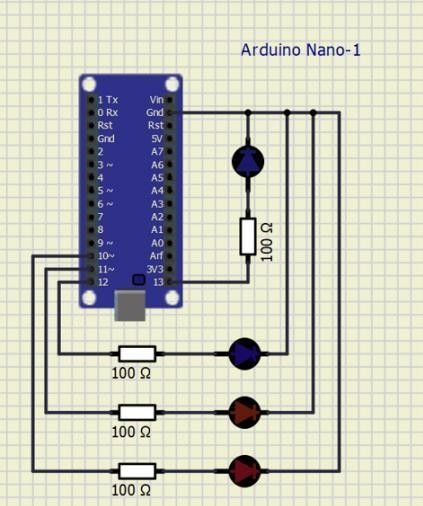 Arduino Nano-1
1 Tx Vin
0 Rx Gnd
Rst Rst
Gnd 5V
2 A7
3 ~ A6
4 A5
5 ~ A4
6 ~ A3
7 A2
8 A1
9 ~ A0
10~ Arf
11~ 3V3
12 13
100 Ω
100 Ω
100 Ω
100 Ω